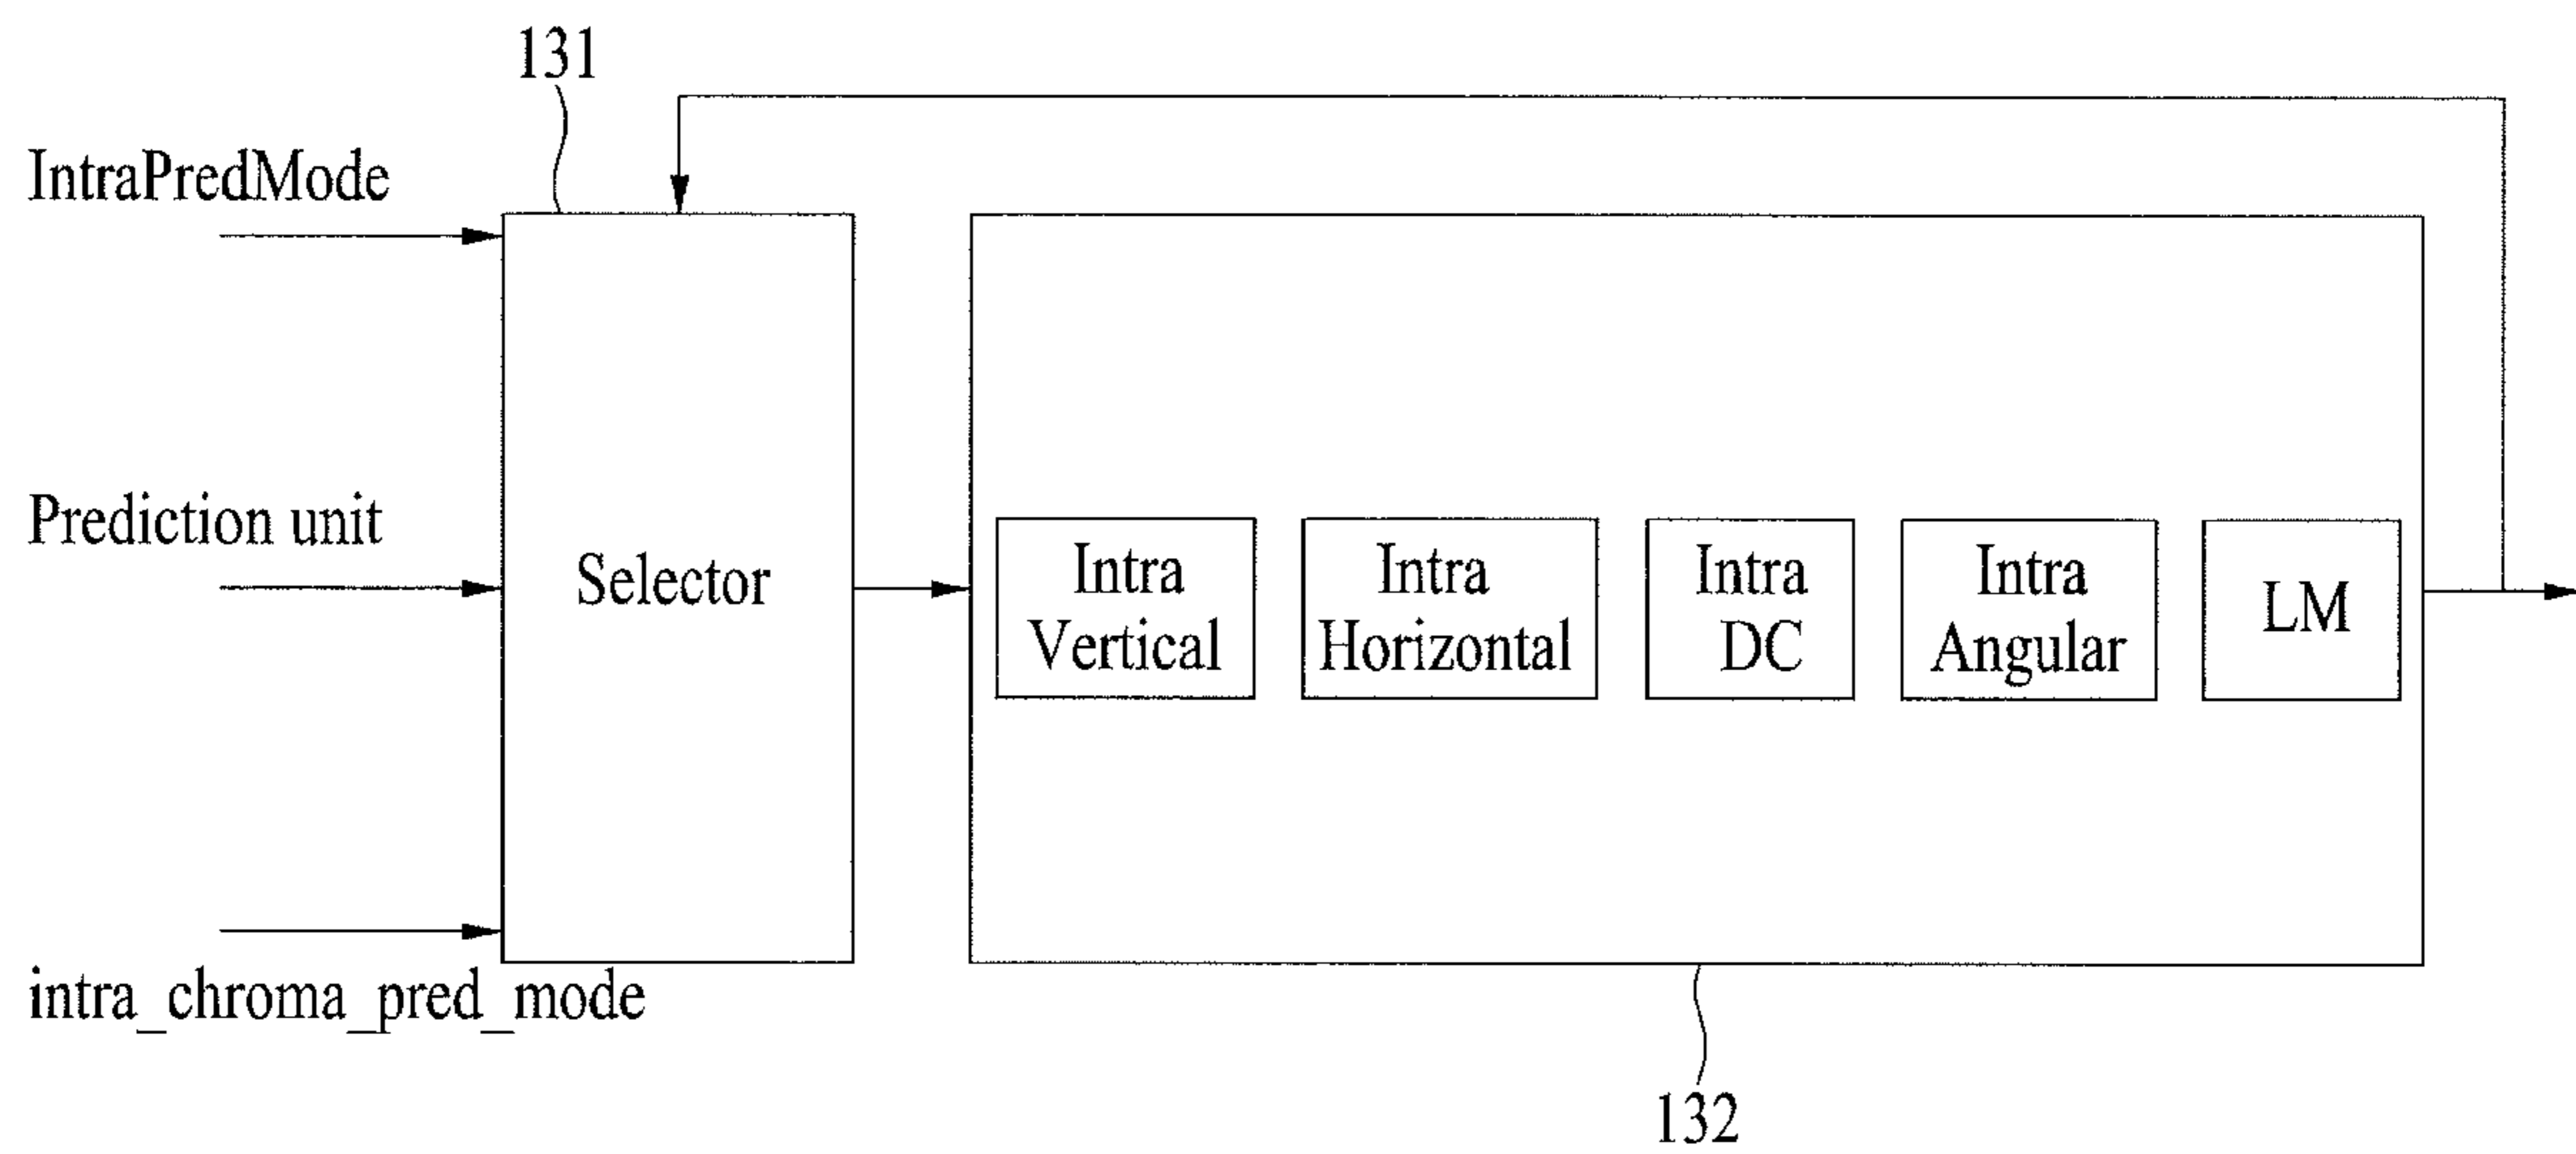 131
IntraPredMode
Prediction unit
Selector
intra_chroma_pred_mode
Intra
Vertical
Intra
Horizontal
Intra
DC
Intra
Angular
LM
132